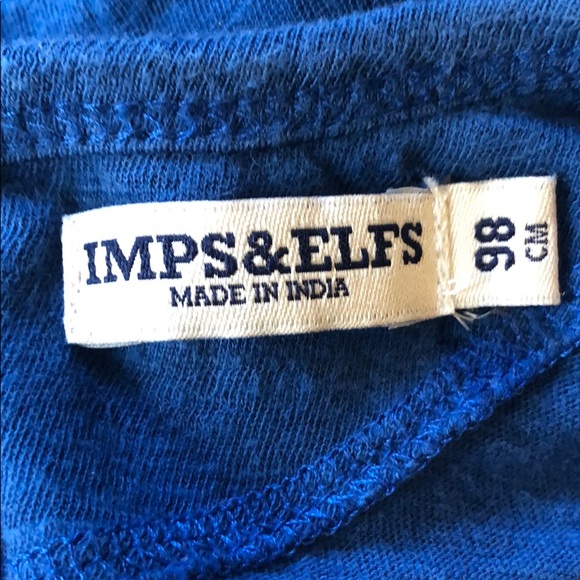 IMPS&ELFS
MADE IN INDIA
98
CM